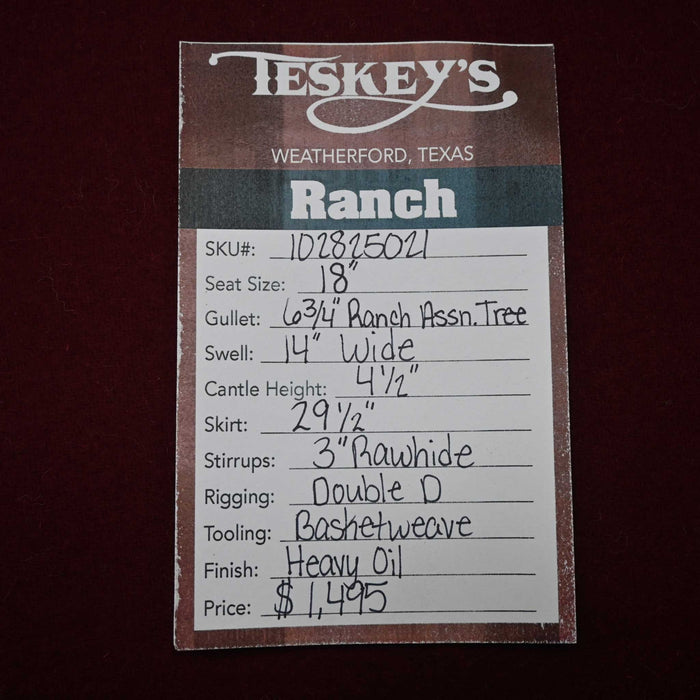 TESKEY'S
WEATHERFORD, TEXAS
Ranch
SKU#: 102825021
Seat Size: 18"
Gullet: 6 3/4" Ranch Assn. Tree
Swell: 14" Wide
Cantle Height: 4 1/2"
Skirt: 29 1/2"
Stirrups: 3" Rawhide
Rigging: Double D
Tooling: Basketweave
Finish: Heavy Oil
Price: $1,495